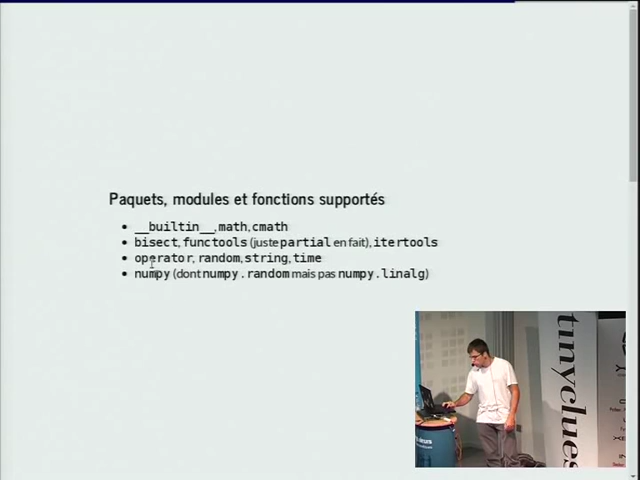 Paquets, modules et fonctions supportés
• __builtin__, math, cmath
• bisect, functools (juste partial en fait), itertools
• operator, random, string, time
• numpy (dont numpy.random mais pas numpy.linalg)
tinyclues